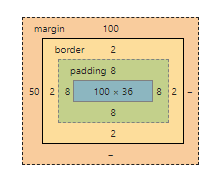 margin 100
border 2
padding 8
50 2 8 100 × 36 8 2 -
8
2
-